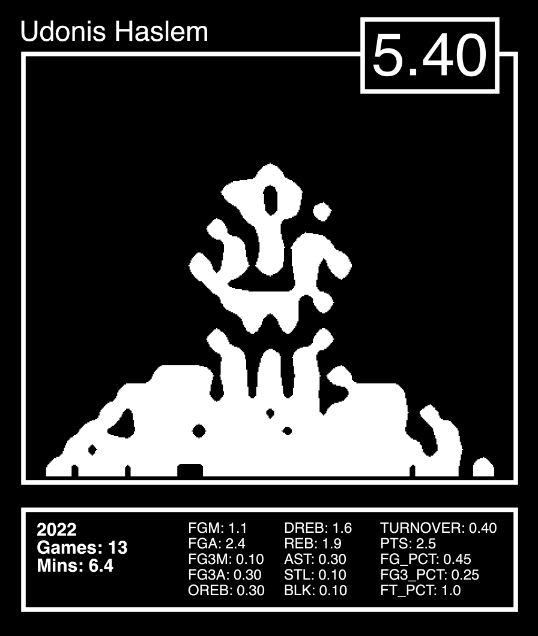 Udonis Haslem
5.40
2022
Games: 13
Mins: 6.4
FGM: 1.1
FGA: 2.4
FG3M: 0.10
FG3A: 0.30
OREB: 0.30
DREB: 1.6
REB: 1.9
AST: 0.30
STL: 0.10
BLK: 0.10
TURNOVER: 0.40
PTS: 2.5
FG_PCT: 0.45
FG3_PCT: 0.25
FT_PCT: 1.0